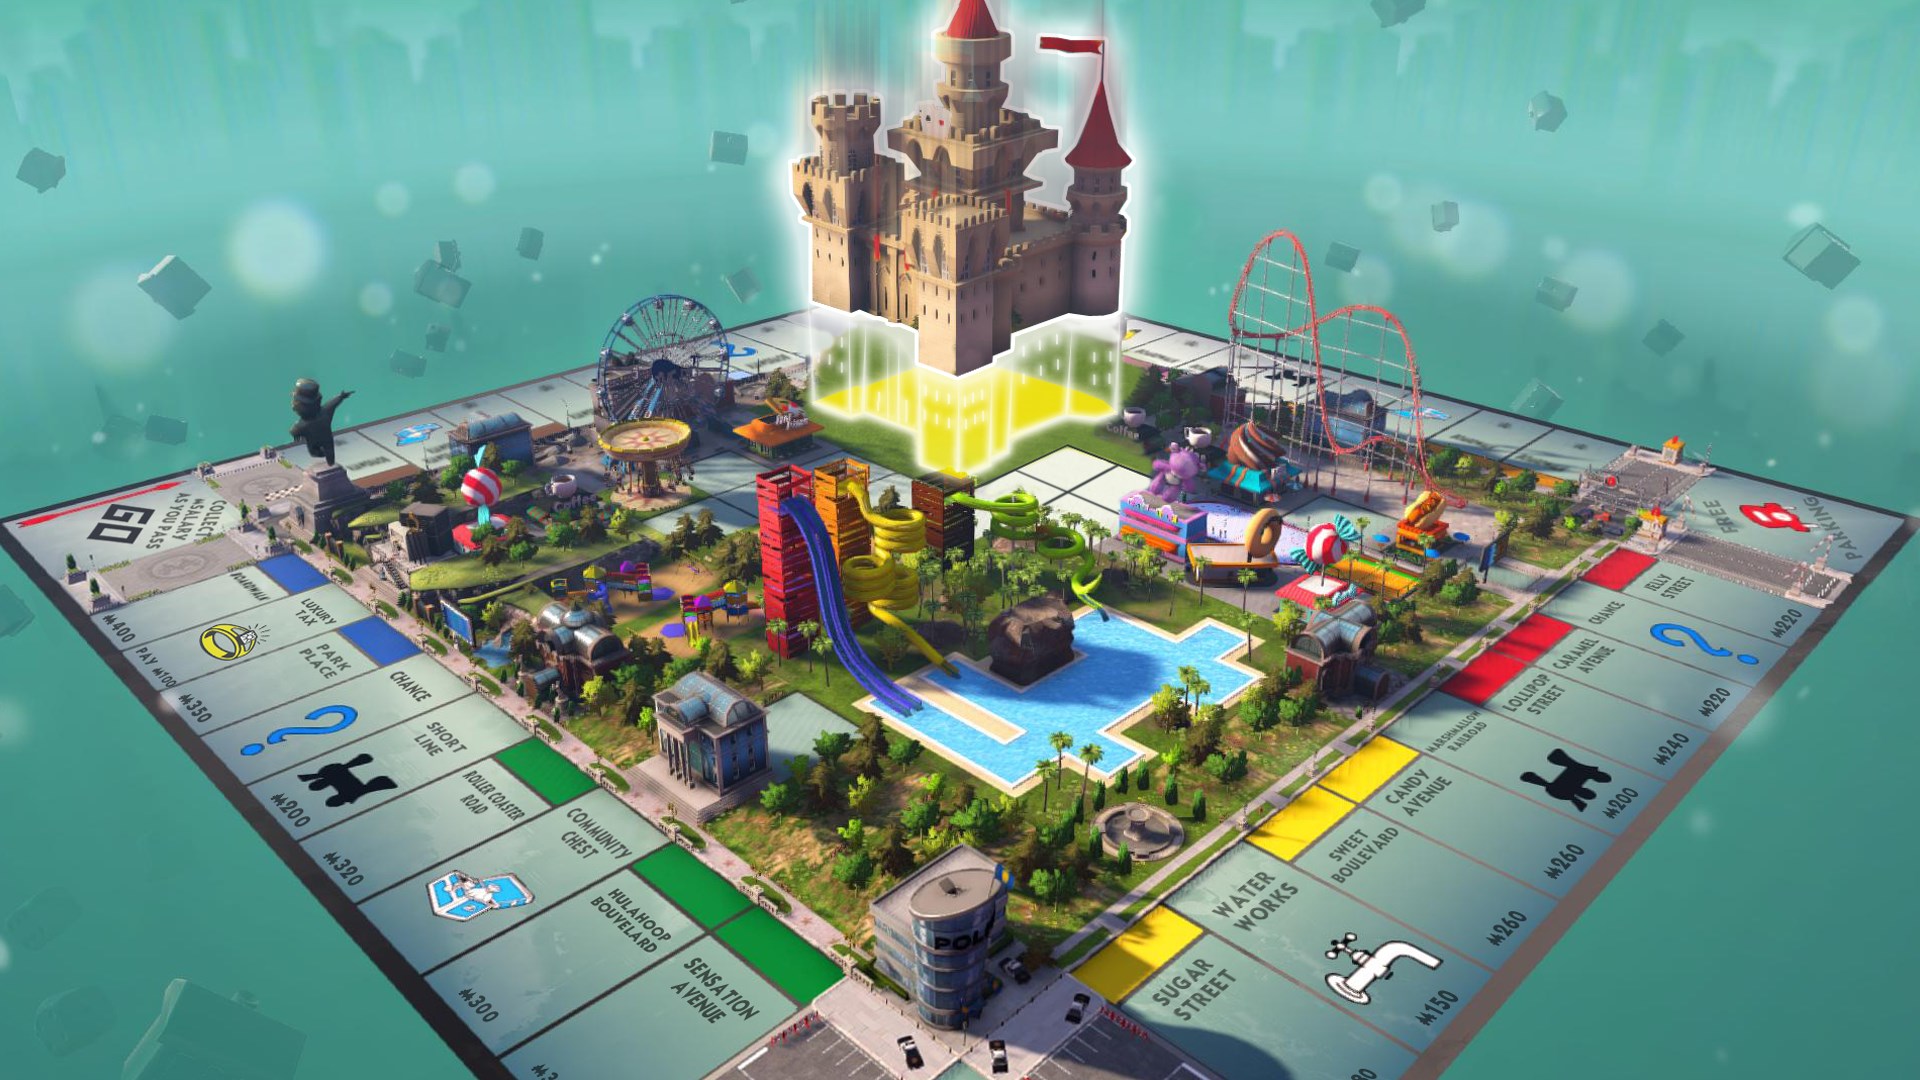 GO
COLLECT
₩SALARY
AS YOU PASS
BOARDWALK
₩400
LUXURY
TAX
PAY ₩100
PARK
PLACE
₩350
CHANCE
?
SHORT
LINE
₩200
ROLLER COASTER
ROAD
₩320
COMMUNITY
CHEST
HULAHOOP
BOUVELARD
₩300
SENSATION
AVENUE
POLI
SUGAR
STREET
WATER
WORKS
₩150
SWEET
BOULEVARD
₩260
CANDY
AVENUE
₩260
MARSHMALLOW
RAILROAD
₩200
LOLLIPOP
STREET
₩240
CARAMEL
AVENUE
₩220
CHANCE
?
JELLY
STREET
₩220
FREE
PARKING
Coffee